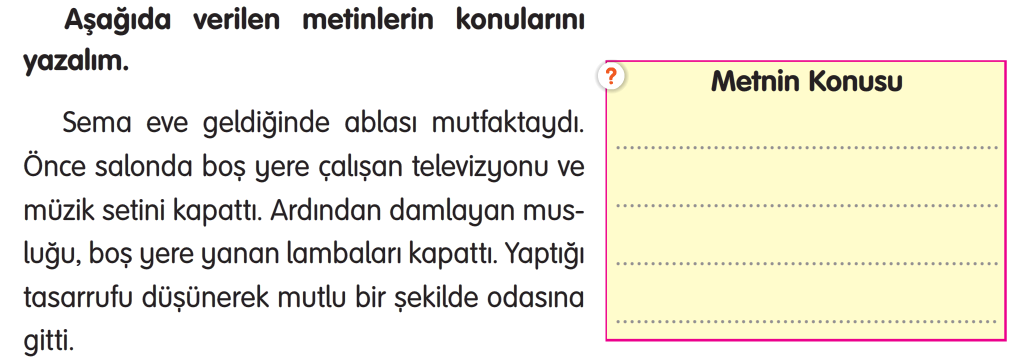 Aşağıda verilen metinlerin konularını
yazalım.
Sema eve geldiğinde ablası mutfaktaydı.
Önce salonda boş yere çalışan televizyonu ve
müzik setini kapattı. Ardından damlayan mus-
luğu, boş yere yanan lambaları kapattı. Yaptığı
tasarrufu düşünerek mutlu bir şekilde odasına
gitti.
?
Metnin Konusu